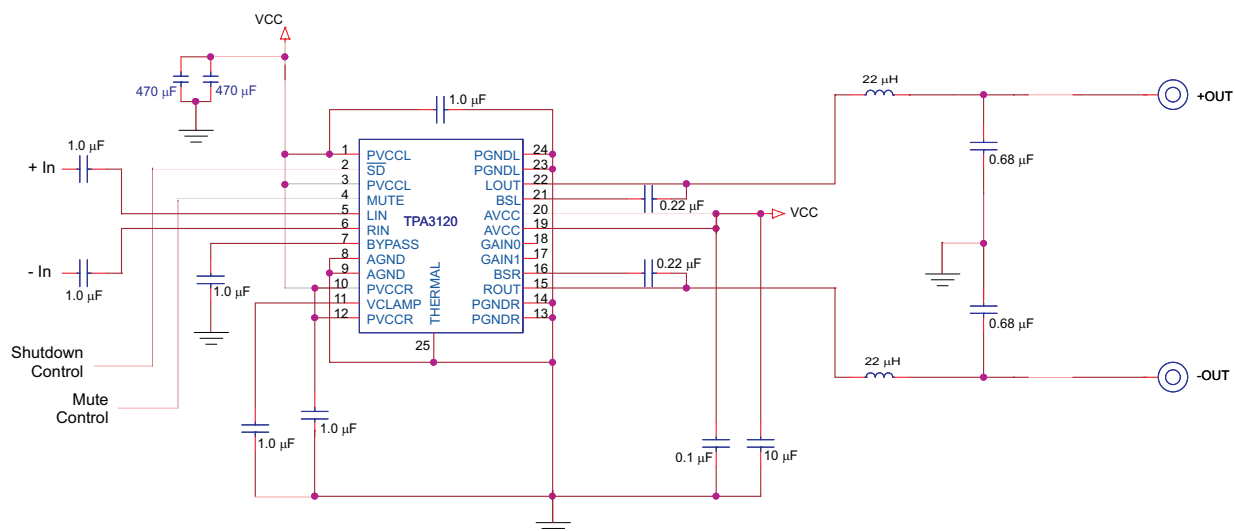 VCC
470 μF 470 μF
1.0 μF
22 μH
+OUT
1.0 μF
+ In
1 PVCCL PGNDL 24
2 SD PGNDL 23
3 PVCCL LOUT 22
4 MUTE BSL 21
5 LIN AVCC 20
6 RIN AVCC 19
7 BYPASS GAIN0 18
8 AGND GAIN1 17
9 AGND BSR 16
10 PVCCR ROUT 15
11 VCLAMP PGNDR 14
12 PVCCR PGNDR 13
TPA3120
THERMAL
25
0.68 μF
0.22 μF
VCC
- In
1.0 μF
1.0 μF
0.22 μF
0.68 μF
Shutdown
Control
22 μH
-OUT
Mute
Control
1.0 μF
1.0 μF
0.1 μF
10 μF